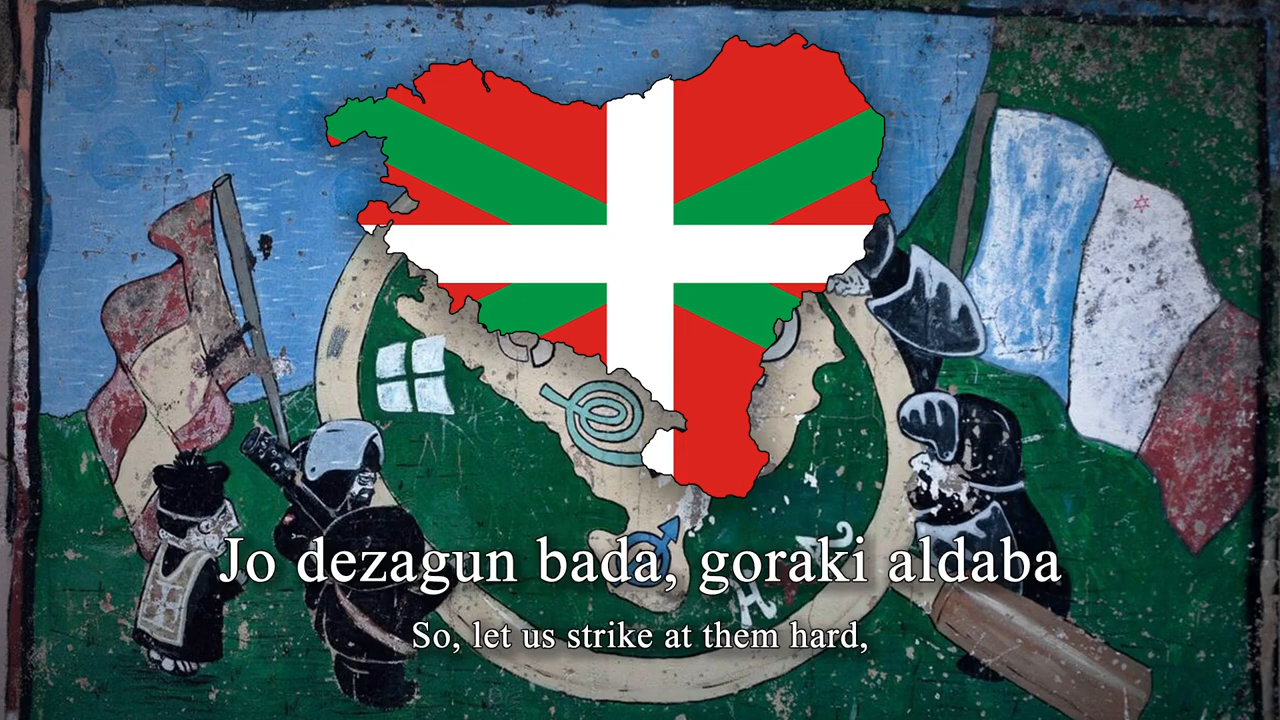 Jo dezagun bada, goraki aldaba
So, let us strike at them hard,